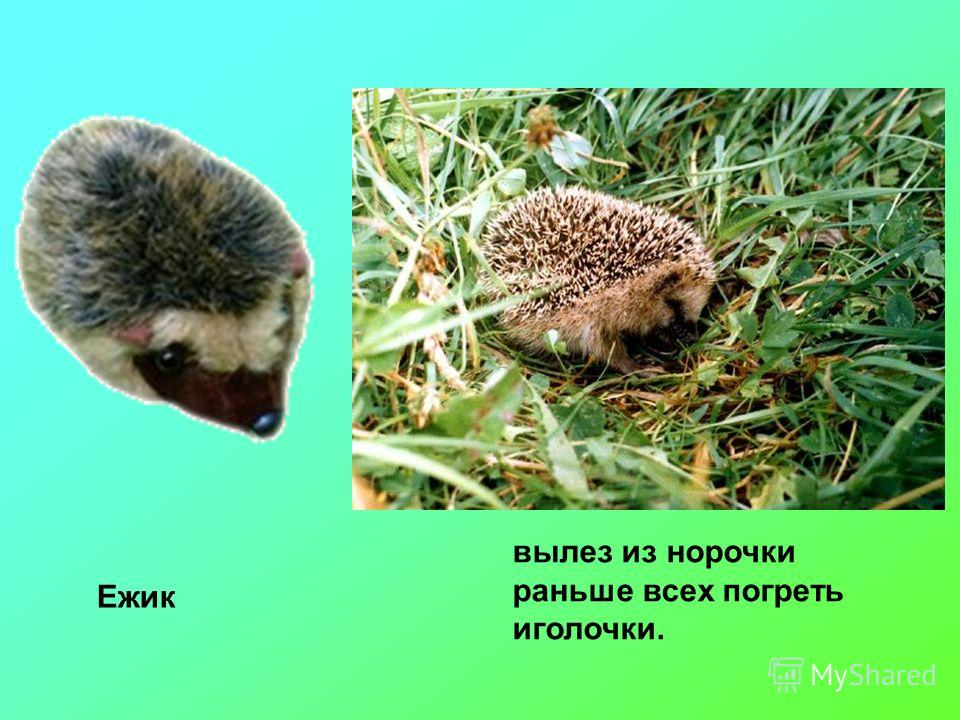 Ежик
вылез из норочки
раньше всех погреть
иголочки.
MyShared